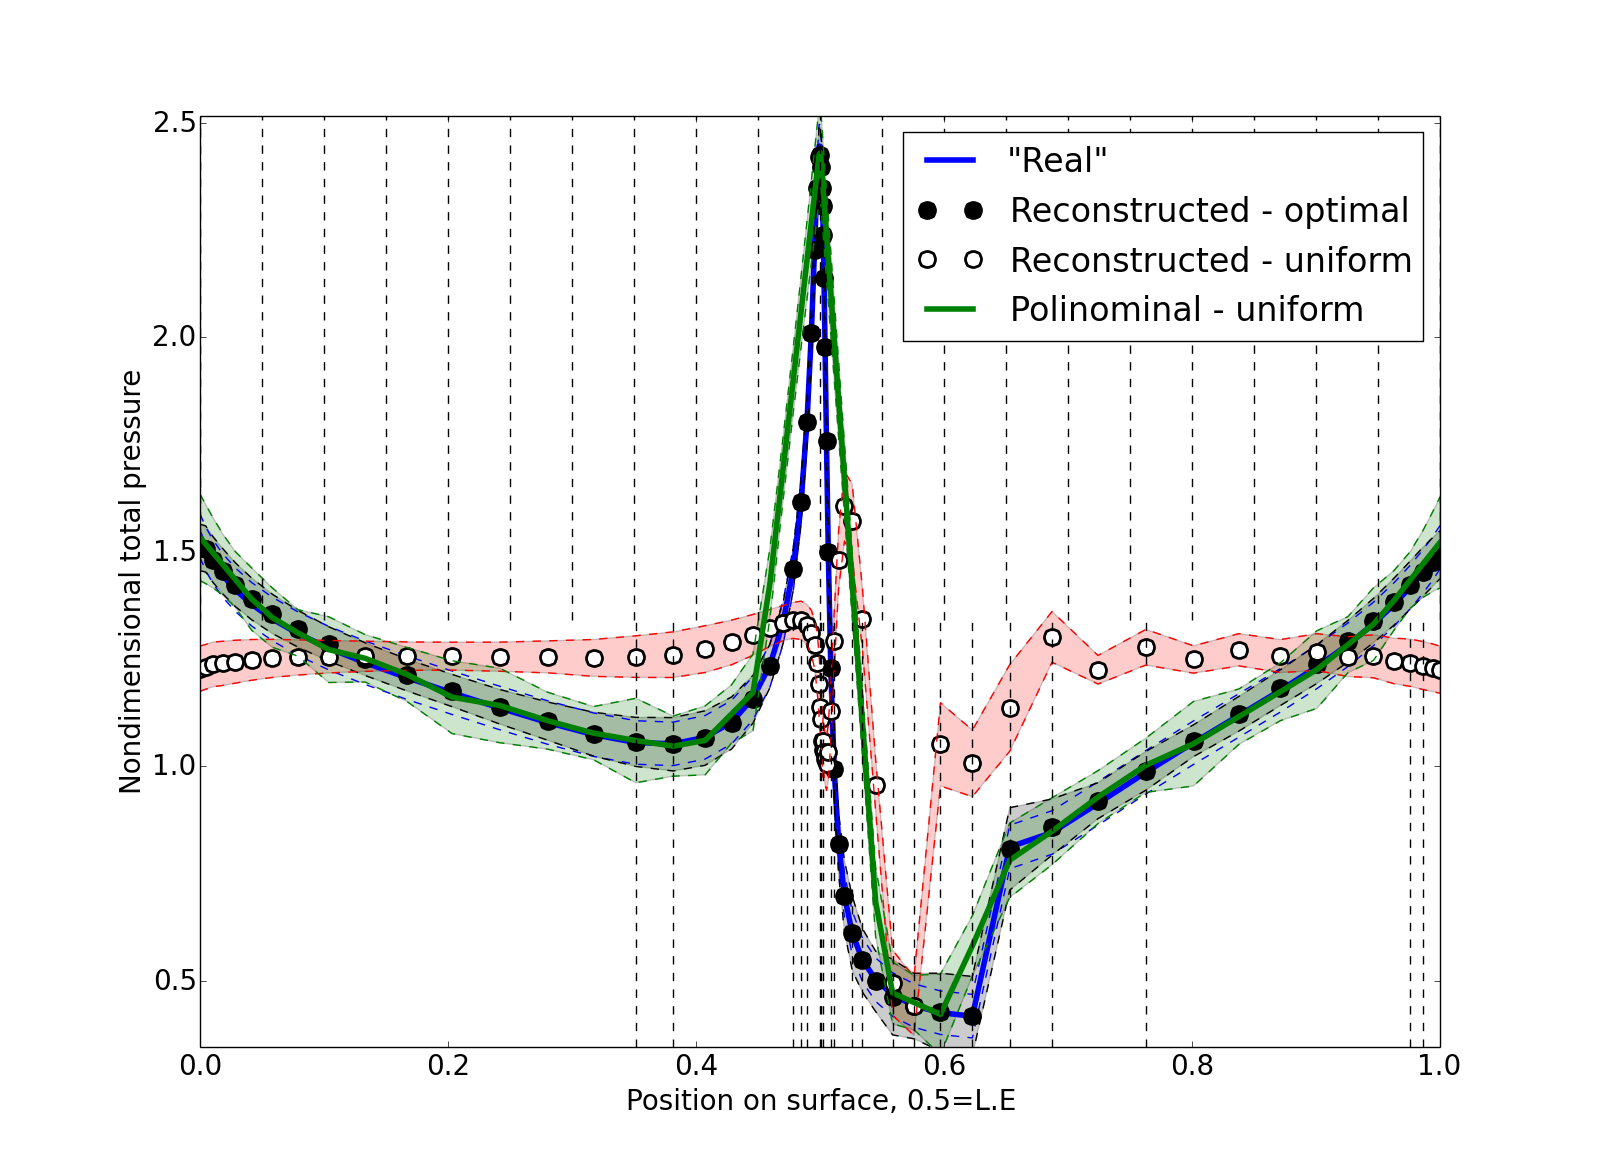 2.5
2.0
1.5
1.0
0.5
Nondimensional total pressure
"Real"
Reconstructed - optimal
Reconstructed - uniform
Polinominal - uniform
0.0 0.2 0.4 0.6 0.8 1.0
Position on surface, 0.5=L.E